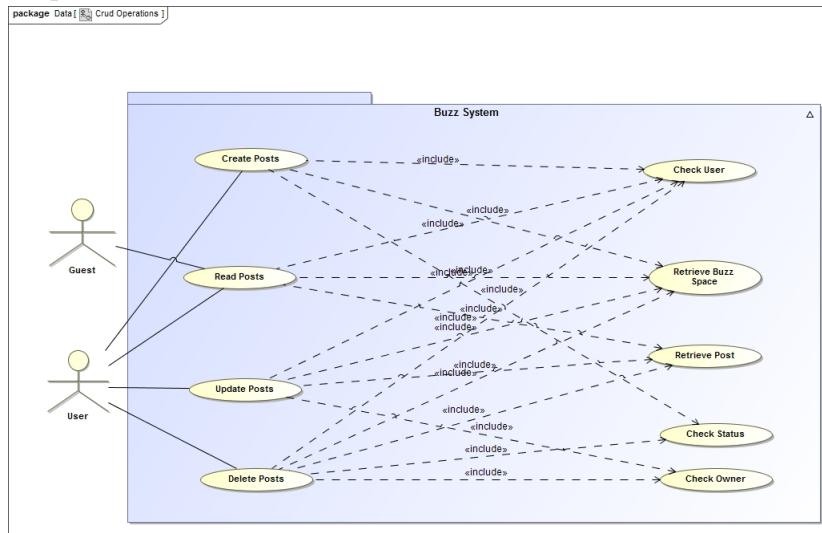 package Data [ Crud Operations ]
Buzz System
Create Posts
«include»
Check User
«include»
«include»
Guest
Read Posts
«include»
«include»
Retrieve Buzz
Space
«include»
«include»
«include»
«include»
Retrieve Post
User
Update Posts
«include»
«include»
«include»
«include»
Check Status
Delete Posts
«include»
Check Owner